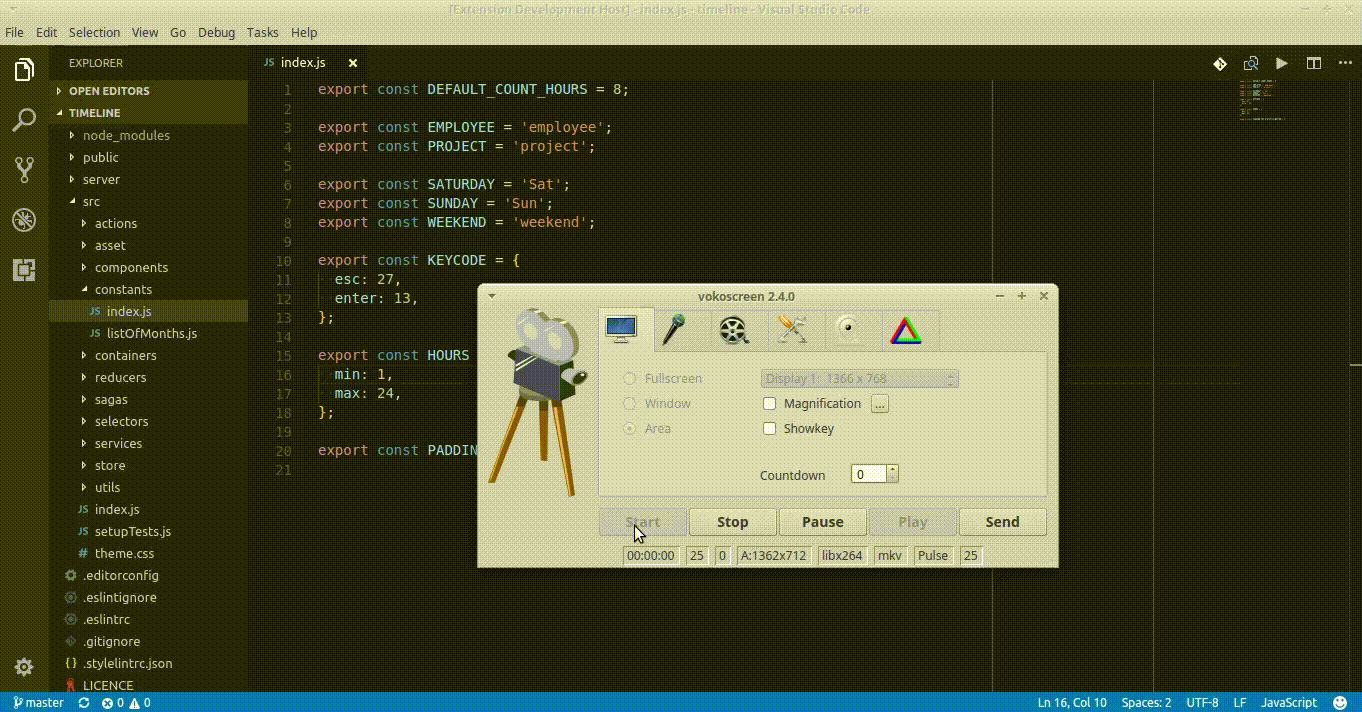 [Extension Development Host] - index.js - timeline - Visual Studio Code
File Edit Selection View Go Debug Tasks Help
EXPLORER
OPEN EDITORS
TIMELINE
node_modules
public
server
src
actions
asset
components
constants
JS index.js
JS listOfMonths.js
containers
reducers
sagas
selectors
services
store
utils
JS index.js
JS setupTests.js
# theme.css
.editorconfig
.eslintignore
.eslintrc
.gitignore
{} .stylelintrc.json
LICENCE
JS index.js
1 export const DEFAULT_COUNT_HOURS = 8;
2
3 export const EMPLOYEE = 'employee';
4 export const PROJECT = 'project';
5
6 export const SATURDAY = 'Sat';
7 export const SUNDAY = 'Sun';
8 export const WEEKEND = 'weekend';
9
10 export const KEYCODE = {
11 esc: 27,
12 enter: 13,
13 };
14
15 export const HOURS
16 min: 1,
17 max: 24,
18 };
19
20 export const PADDIN
21
vokoscreen 2.4.0
Fullscreen Display 1: 1366 x 768
Window Magnification ...
Area Showkey
Countdown 0
Start Stop Pause Play Send
00:00:00 25 0 A:1362x712 libx264 mkv Pulse 25
master 0 0 Ln 16, Col 10 Spaces: 2 UTF-8 LF JavaScript